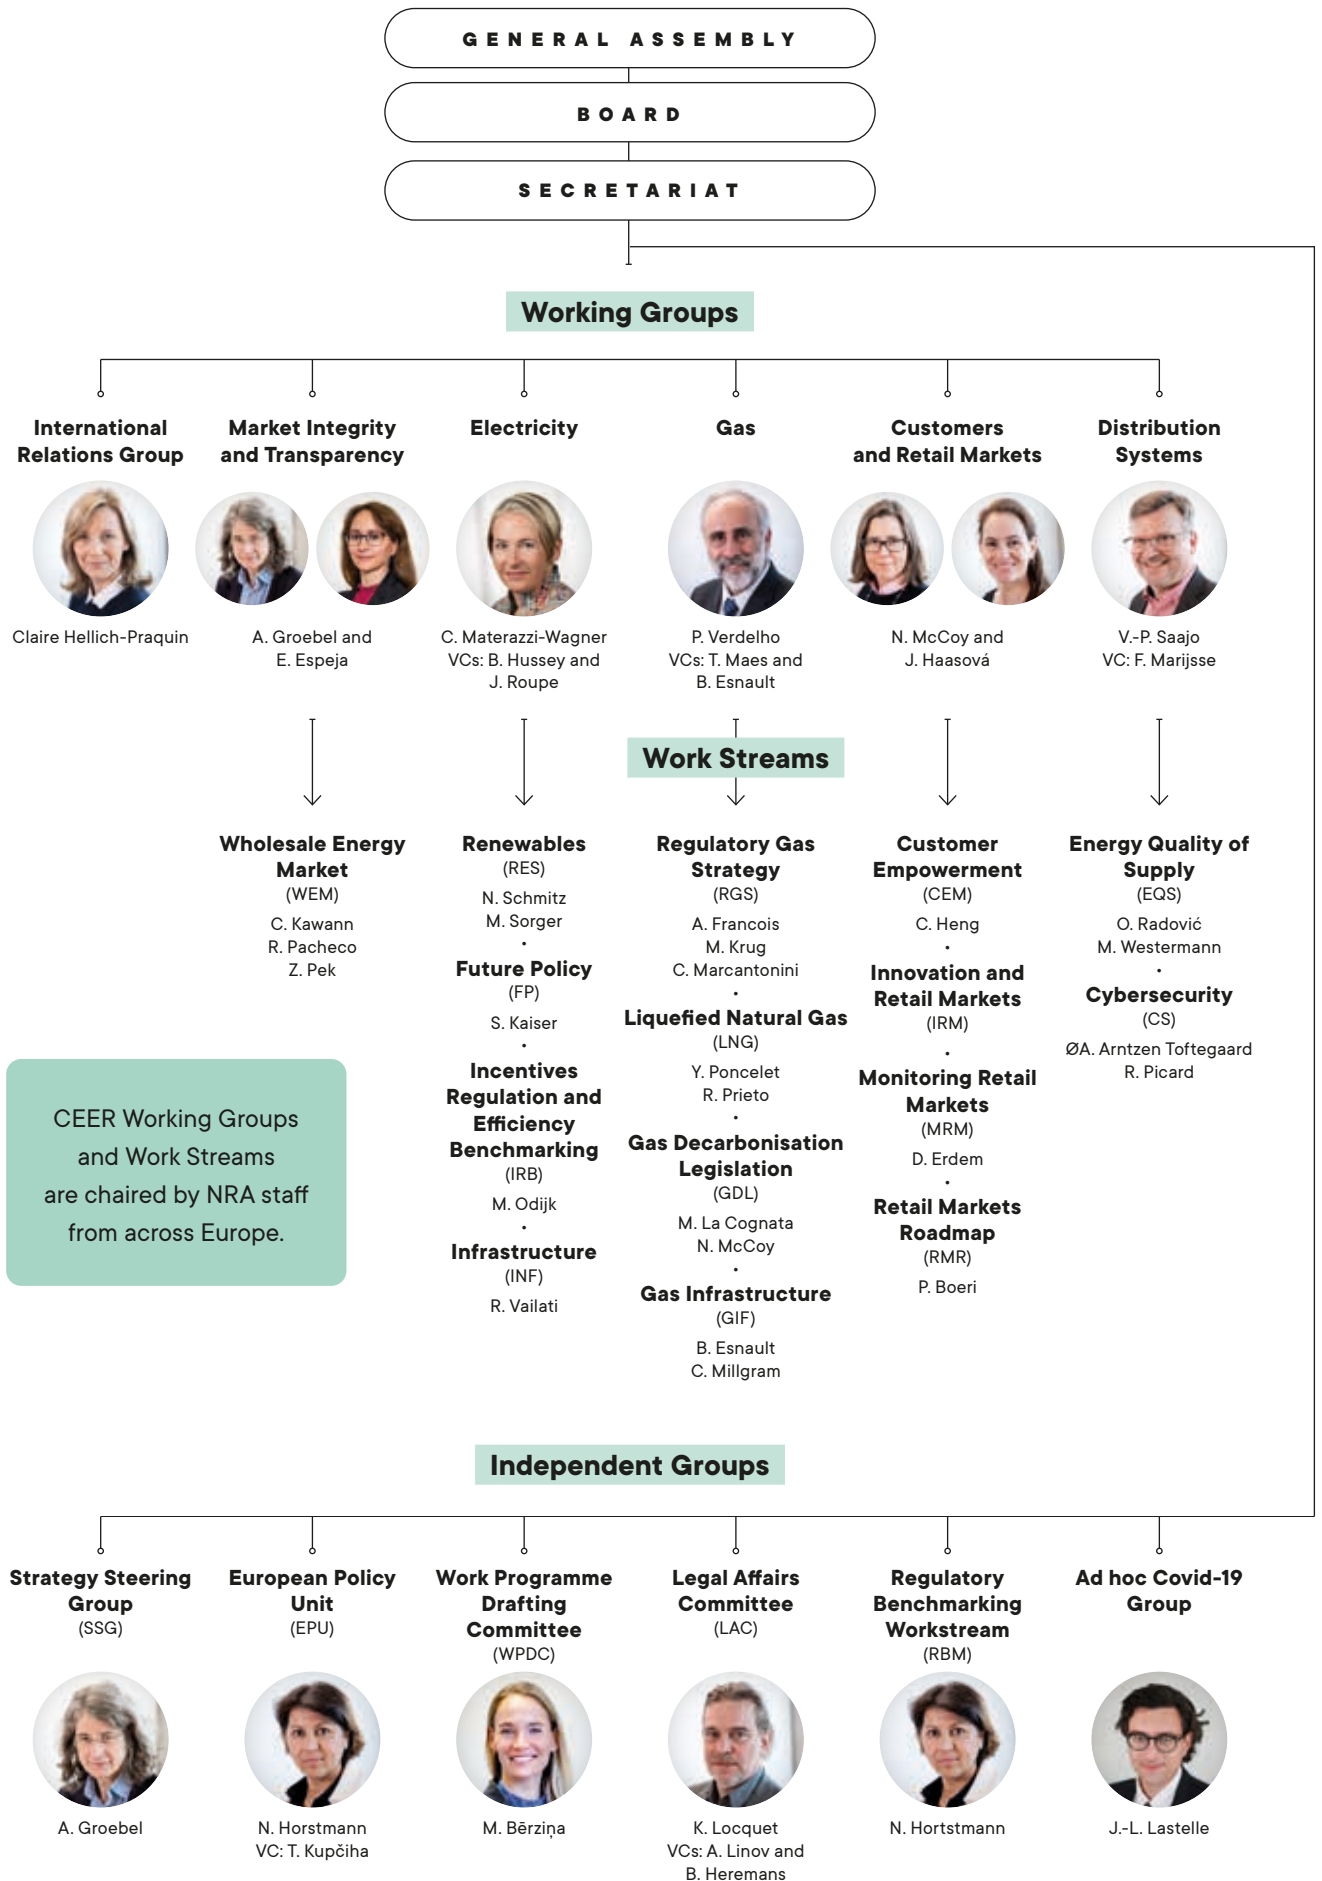 GENERAL ASSEMBLY
BOARD
SECRETARIAT
Working Groups
International
Relations Group
Claire Hellich-Praquin
Market Integrity
and Transparency
A. Groebel and
E. Espeja
Electricity
C. Materazzi-Wagner
VCs: B. Hussey and
J. Roupe
Gas
P. Verdelho
VCs: T. Maes and
B. Esnault
Customers
and Retail Markets
N. McCoy and
J. Haasová
Distribution
Systems
V.-P. Saajo
VC: F. Marijsse
Work Streams
Wholesale Energy
Market
(WEM)
C. Kawann
R. Pacheco
Z. Pek
Renewables
(RES)
N. Schmitz
M. Sorger
•
Future Policy
(FP)
S. Kaiser
•
Incentives
Regulation and
Efficiency
Benchmarking
(IRB)
M. Odijk
•
Infrastructure
(INF)
R. Vailati
Regulatory Gas
Strategy
(RGS)
A. Francois
M. Krug
C. Marcantonini
•
Liquefied Natural Gas
(LNG)
Y. Poncelet
R. Prieto
•
Gas Decarbonisation
Legislation
(GDL)
M. La Cognata
N. McCoy
•
Gas Infrastructure
(GIF)
B. Esnault
C. Millgram
Customer
Empowerment
(CEM)
C. Heng
•
Innovation and
Retail Markets
(IRM)
•
Monitoring Retail
Markets
(MRM)
D. Erdem
•
Retail Markets
Roadmap
(RMR)
P. Boeri
Energy Quality of
Supply
(EQS)
O. Radović
M. Westermann
•
Cybersecurity
(CS)
ØA. Arntzen Toftegaard
R. Picard
CEER Working Groups
and Work Streams
are chaired by NRA staff
from across Europe.
Independent Groups
Strategy Steering
Group
(SSG)
A. Groebel
European Policy
Unit
(EPU)
N. Horstmann
VC: T. Kupčiha
Work Programme
Drafting
Committee
(WPDC)
M. Bērziņa
Legal Affairs
Committee
(LAC)
K. Locquet
VCs: A. Linov and
B. Heremans
Regulatory
Benchmarking
Workstream
(RBM)
N. Hortstmann
Ad hoc Covid-19
Group
J.-L. Lastelle